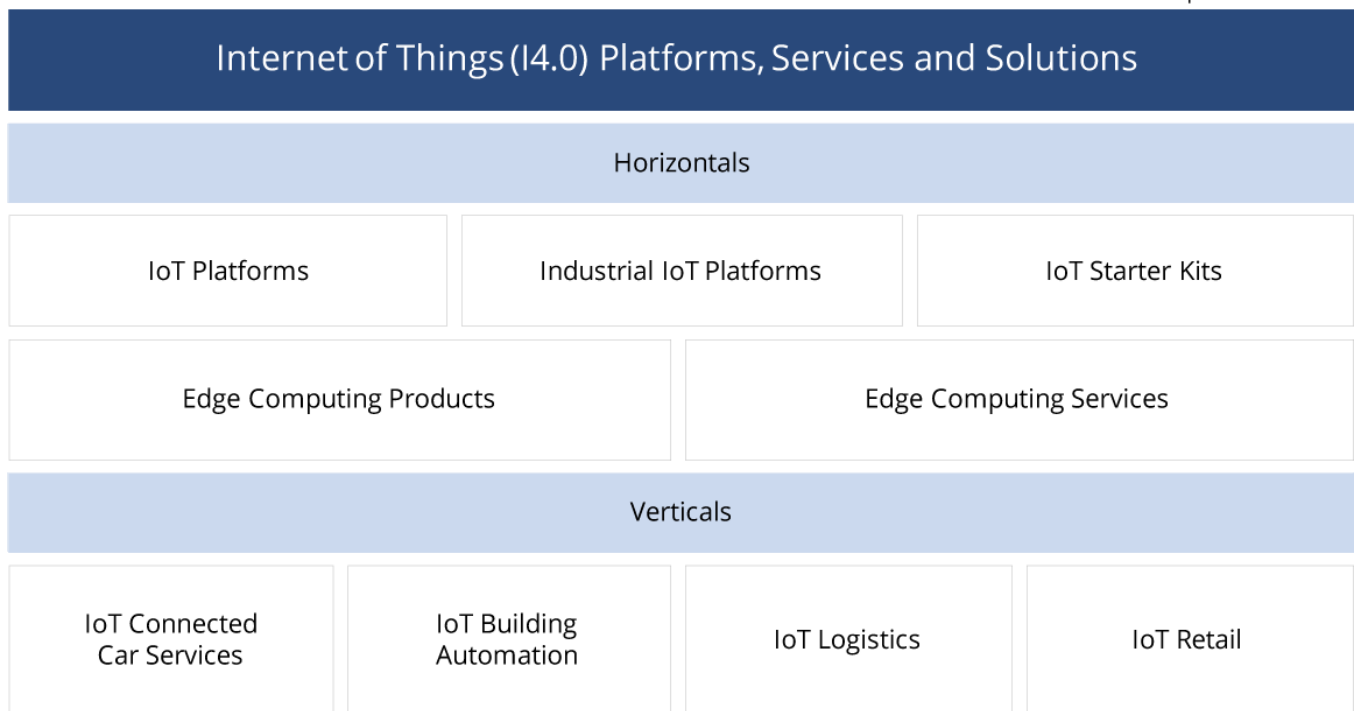 Internet of Things (I4.0) Platforms, Services and Solutions
Horizontals
IoT Platforms
Industrial IoT Platforms
IoT Starter Kits
Edge Computing Products
Edge Computing Services
Verticals
IoT Connected
Car Services
IoT Building
Automation
IoT Logistics
IoT Retail